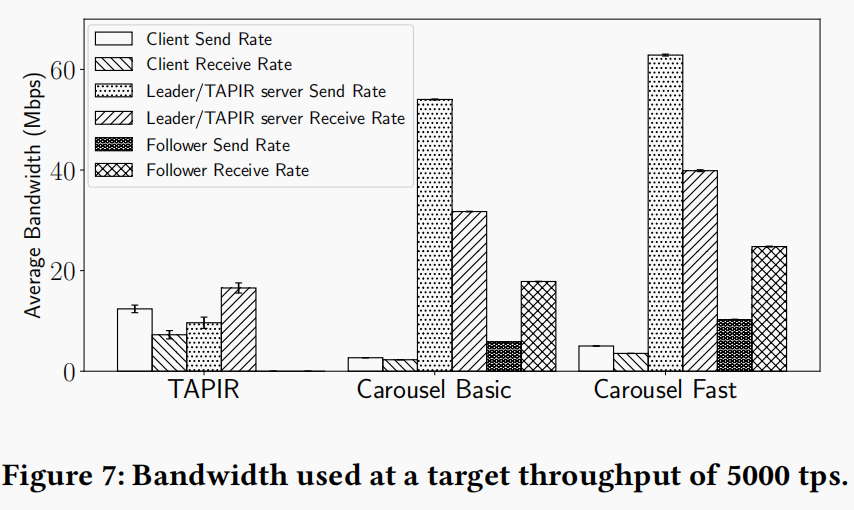 Client Send Rate
Client Receive Rate
Leader/TAPIR server Send Rate
Leader/TAPIR server Receive Rate
Follower Send Rate
Follower Receive Rate
Average Bandwidth (Mbps)
60
40
20
0
TAPIR Carousel Basic Carousel Fast
Figure 7: Bandwidth used at a target throughput of 5000 tps.